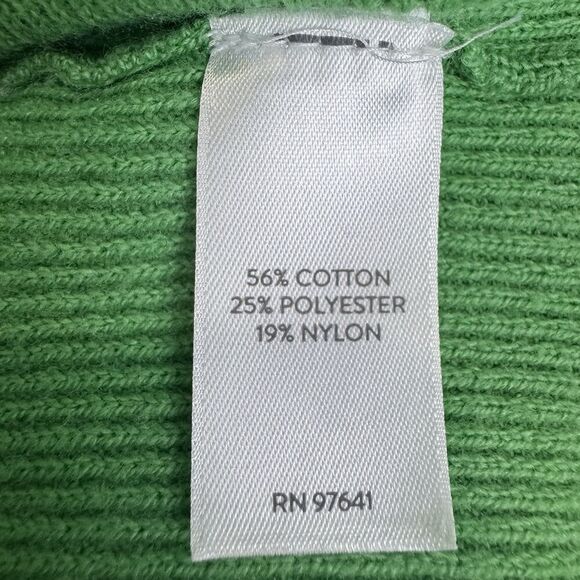 56% COTTON
25% POLYESTER
19% NYLON
RN 97641